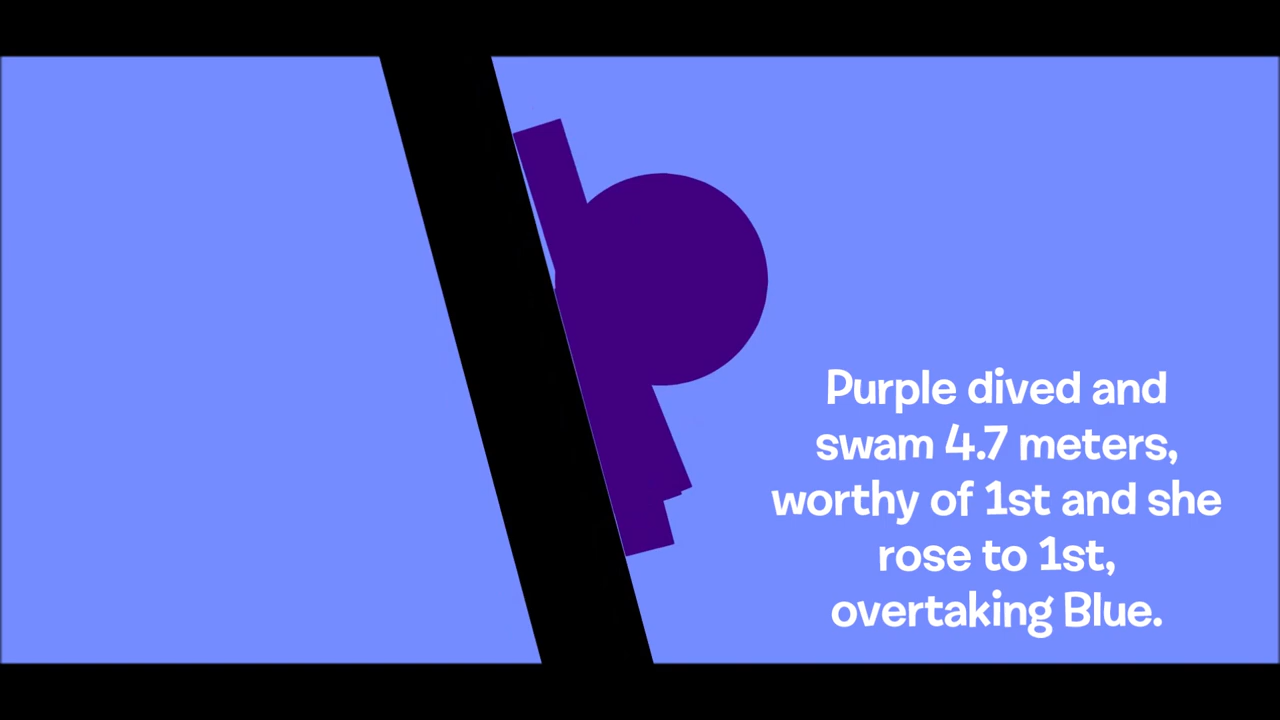 Purple dived and
swam 4.7 meters,
worthy of 1st and she
rose to 1st,
overtaking Blue.